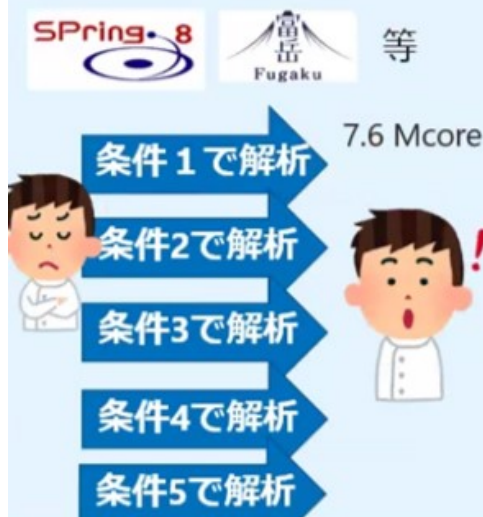 SPring-8
富岳
Fugaku
等
7.6 Mcore
条件1で解析
条件2で解析
条件3で解析
条件4で解析
条件5で解析
!